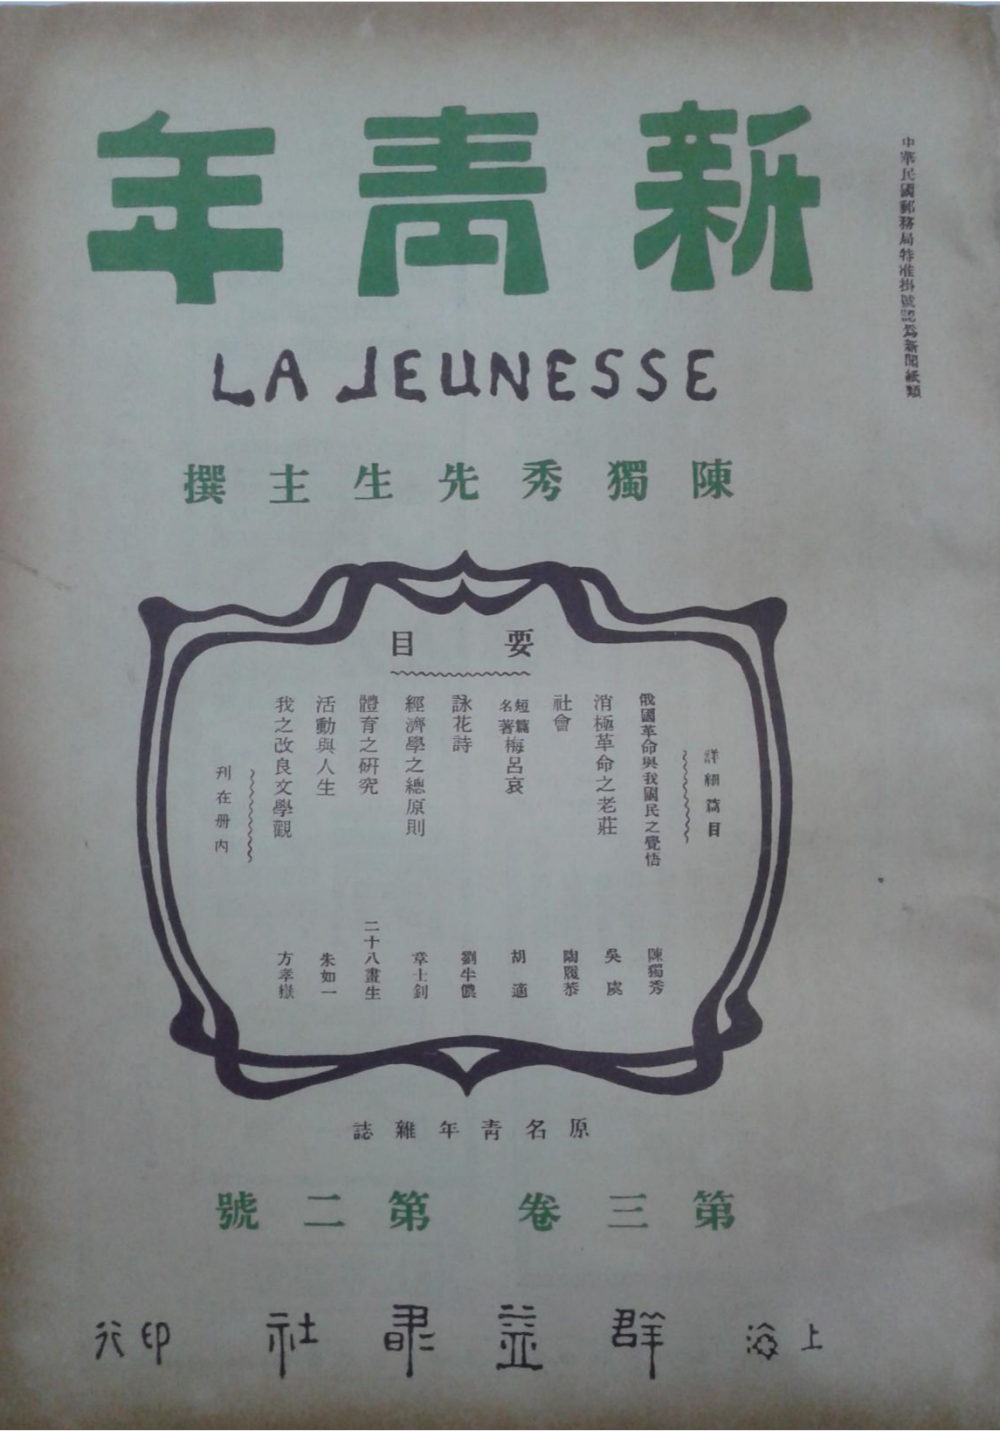 中華民國郵務局特准掛號認爲新聞紙類
新青年
LA JEUNESSE
陳獨秀先生主撰
要目
詳細篇目
俄國革命與我國民之覺悟 陳獨秀
消極革命之老莊 吳虞
社會 陶履恭
短篇名著梅呂哀 胡適
詠花詩 劉半儂
經濟學之總原則 章士釗
體育之研究 二十八畫生
活動與人生 朱如一
我之改良文學觀 方孝嶽
刊在册內
原名青年雜誌
第三卷第二號
上海羣益書社印行